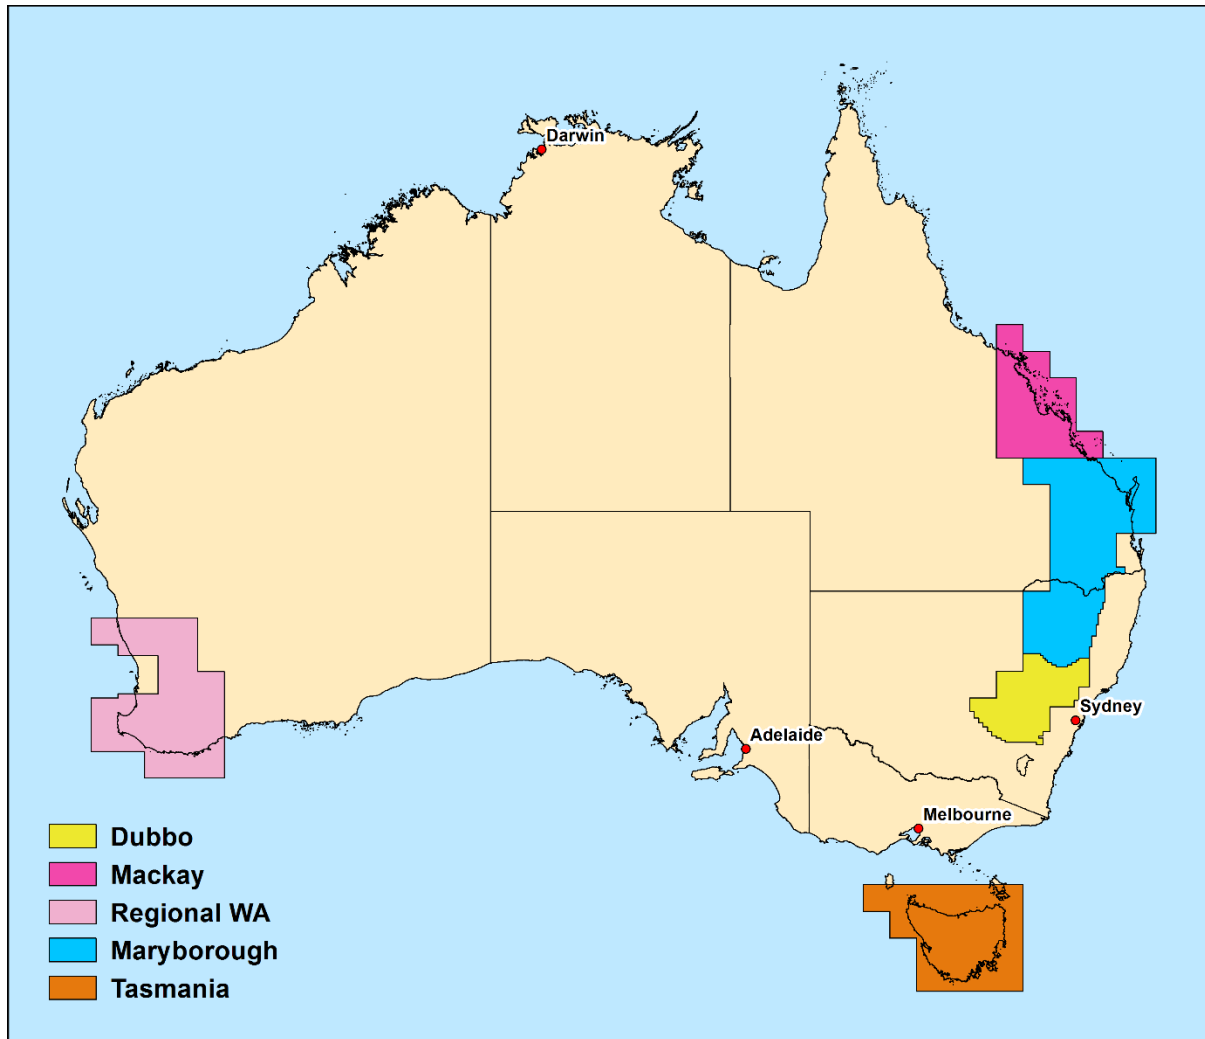 Darwin
Sydney
Adelaide
Melbourne
Dubbo
Mackay
Regional WA
Maryborough
Tasmania